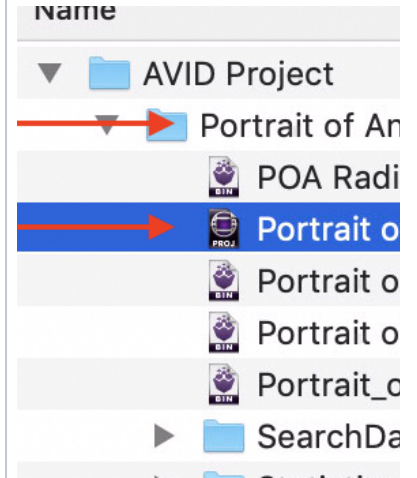 Name
AVID Project
Portrait of An
POA Radi
BIN
Portrait o
PROJ
Portrait o
BIN
Portrait o
BIN
Portrait_o
BIN
SearchDa